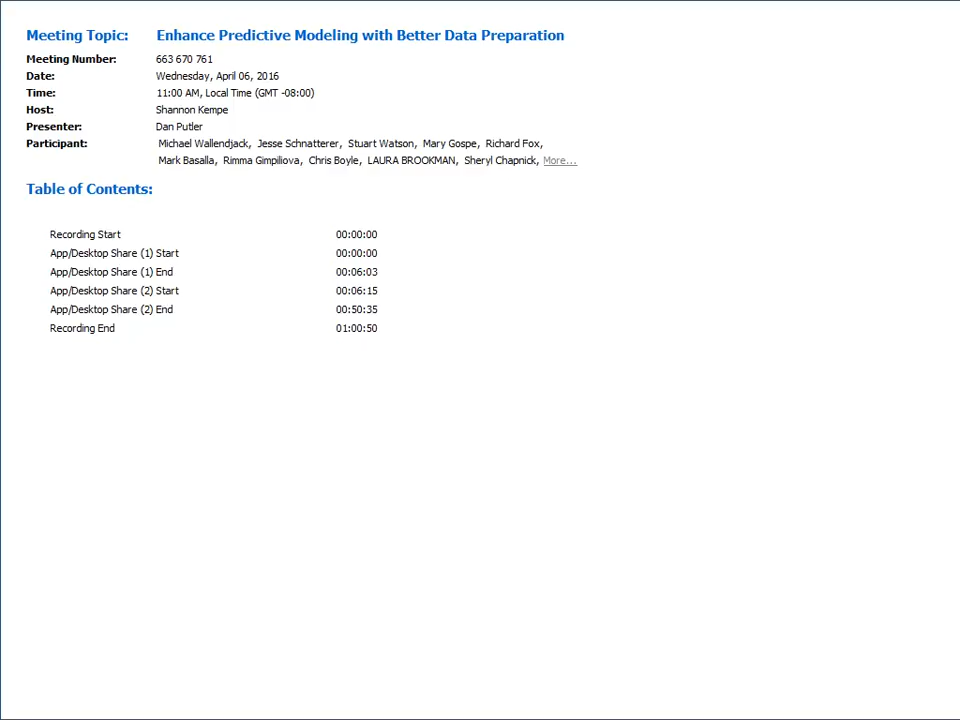 Meeting Topic: Enhance Predictive Modeling with Better Data Preparation
Meeting Number: 663 670 761
Date: Wednesday, April 06, 2016
Time: 11:00 AM, Local Time (GMT -08:00)
Host: Shannon Kempe
Presenter: Dan Putler
Participant: Michael Wallendjack, Jesse Schnatterer, Stuart Watson, Mary Gospe, Richard Fox,
Mark Basalla, Rimma Gimpiliova, Chris Boyle, LAURA BROOKMAN, Sheryl Chapnick, More...
Table of Contents:
Recording Start 00:00:00
App/Desktop Share (1) Start 00:00:00
App/Desktop Share (1) End 00:06:03
App/Desktop Share (2) Start 00:06:15
App/Desktop Share (2) End 00:50:35
Recording End 01:00:50